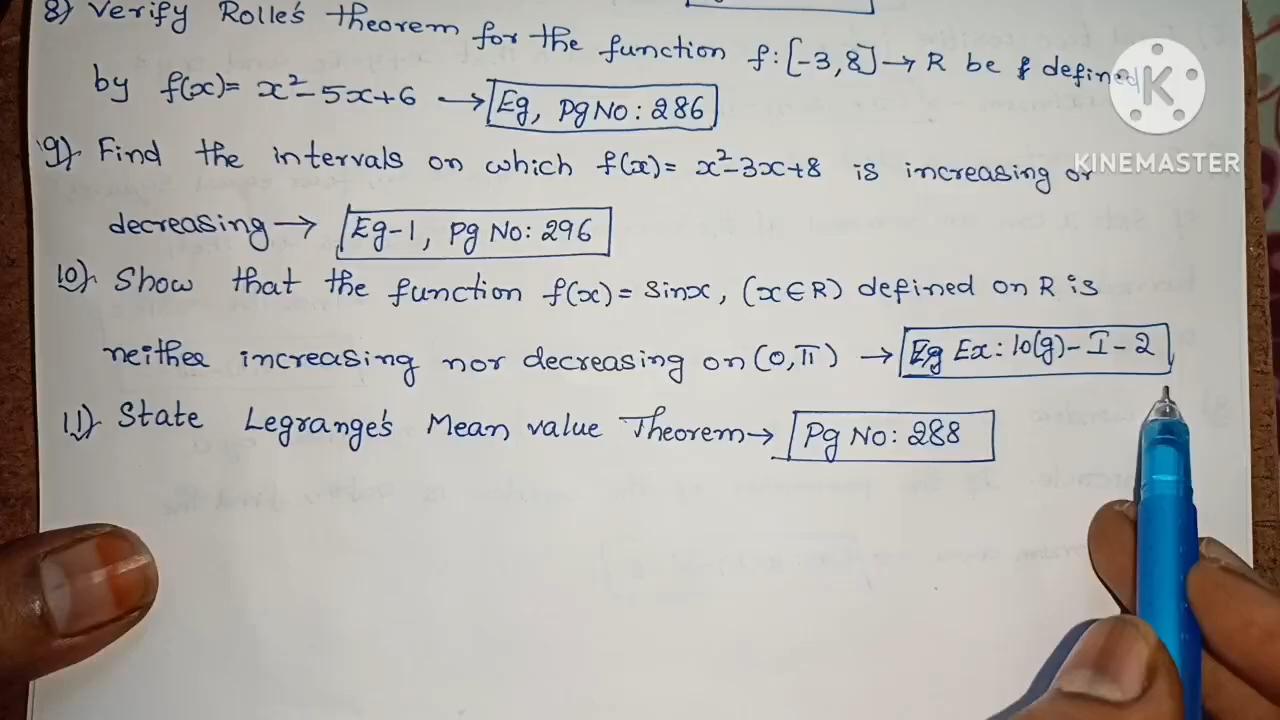 8) Verify Rolle's theorem for the function f: [-3, 8] → R be f defined
by f(x) = x² - 5x + 6 → Eg, Pg No: 286
9) Find the intervals on which f(x) = x² - 3x + 8 is increasing or
decreasing → Eg-1, Pg No: 296
10) Show that the function f(x) = sinx, (x∈R) defined on R is
neither increasing nor decreasing on (0, π) → Eg Ex: 10(g) - I - 2
11) State Legrange's Mean value Theorem → Pg No: 288
K
KINEMASTER